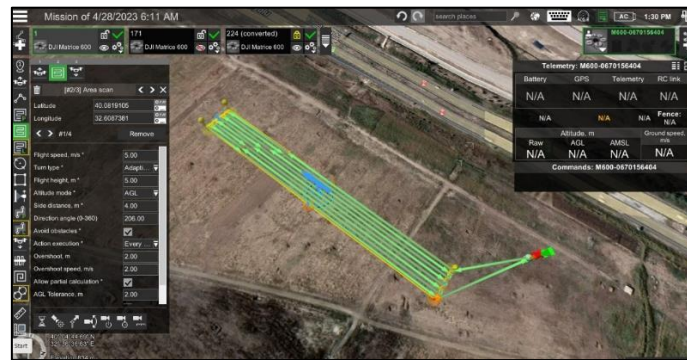 Mission of 4/28/2023 6:11 AM
search places
AC
1:30 PM
1
DJI Matrice 600
171
DJI Matrice 600
224 (converted)
DJI Matrice 600
M600-0670156404
Telemetry: M600-0670156404
Battery GPS Telemetry RC link
N/A N/A N/A N/A
N/A N/A N/A Fence: N/A
Altitude, m
Ground speed, m/s
Raw AGL AMSL
N/A N/A N/A N/A
Commands: M600-0670156404
[#2/3] Area scan
Latitude 40.0819105
Longitude 32.6087381
#1/4 Remove
Flight speed, m/s * 5.00
Turn type * Adapti...
Flight height, m * 5.00
Altitude mode * AGL
Side distance, m * 4.00
Direction angle (0-360) 206.00
Avoid obstacles *
Action execution * Every ...
Overshoot, m 2.00
Overshoot speed, m/s 2.00
Allow partial calculation *
AGL Tolerance, m 2.00
Start